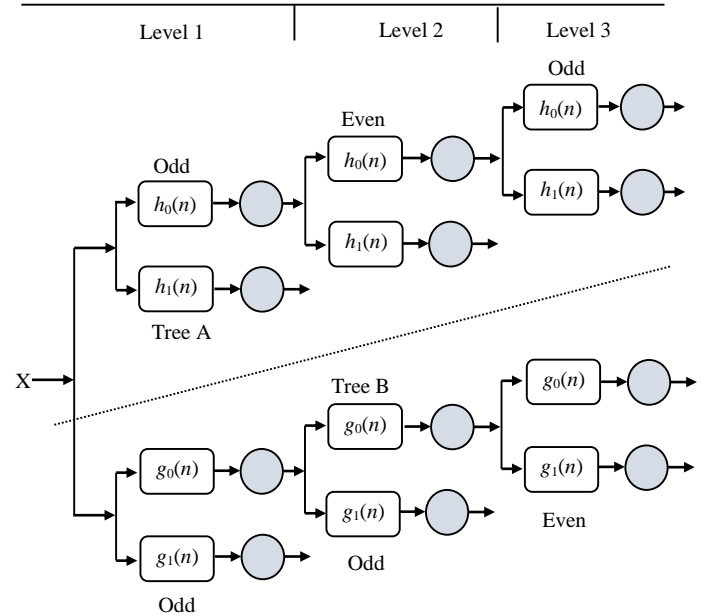 Level 1
Level 2
Level 3
Odd
h₀(n)
Even
h₀(n)
h₁(n)
Odd
h₀(n)
h₁(n)
h₁(n)
Tree A
X
Tree B
g₀(n)
g₀(n)
g₁(n)
Even
g₀(n)
g₁(n)
Odd
g₁(n)
Odd